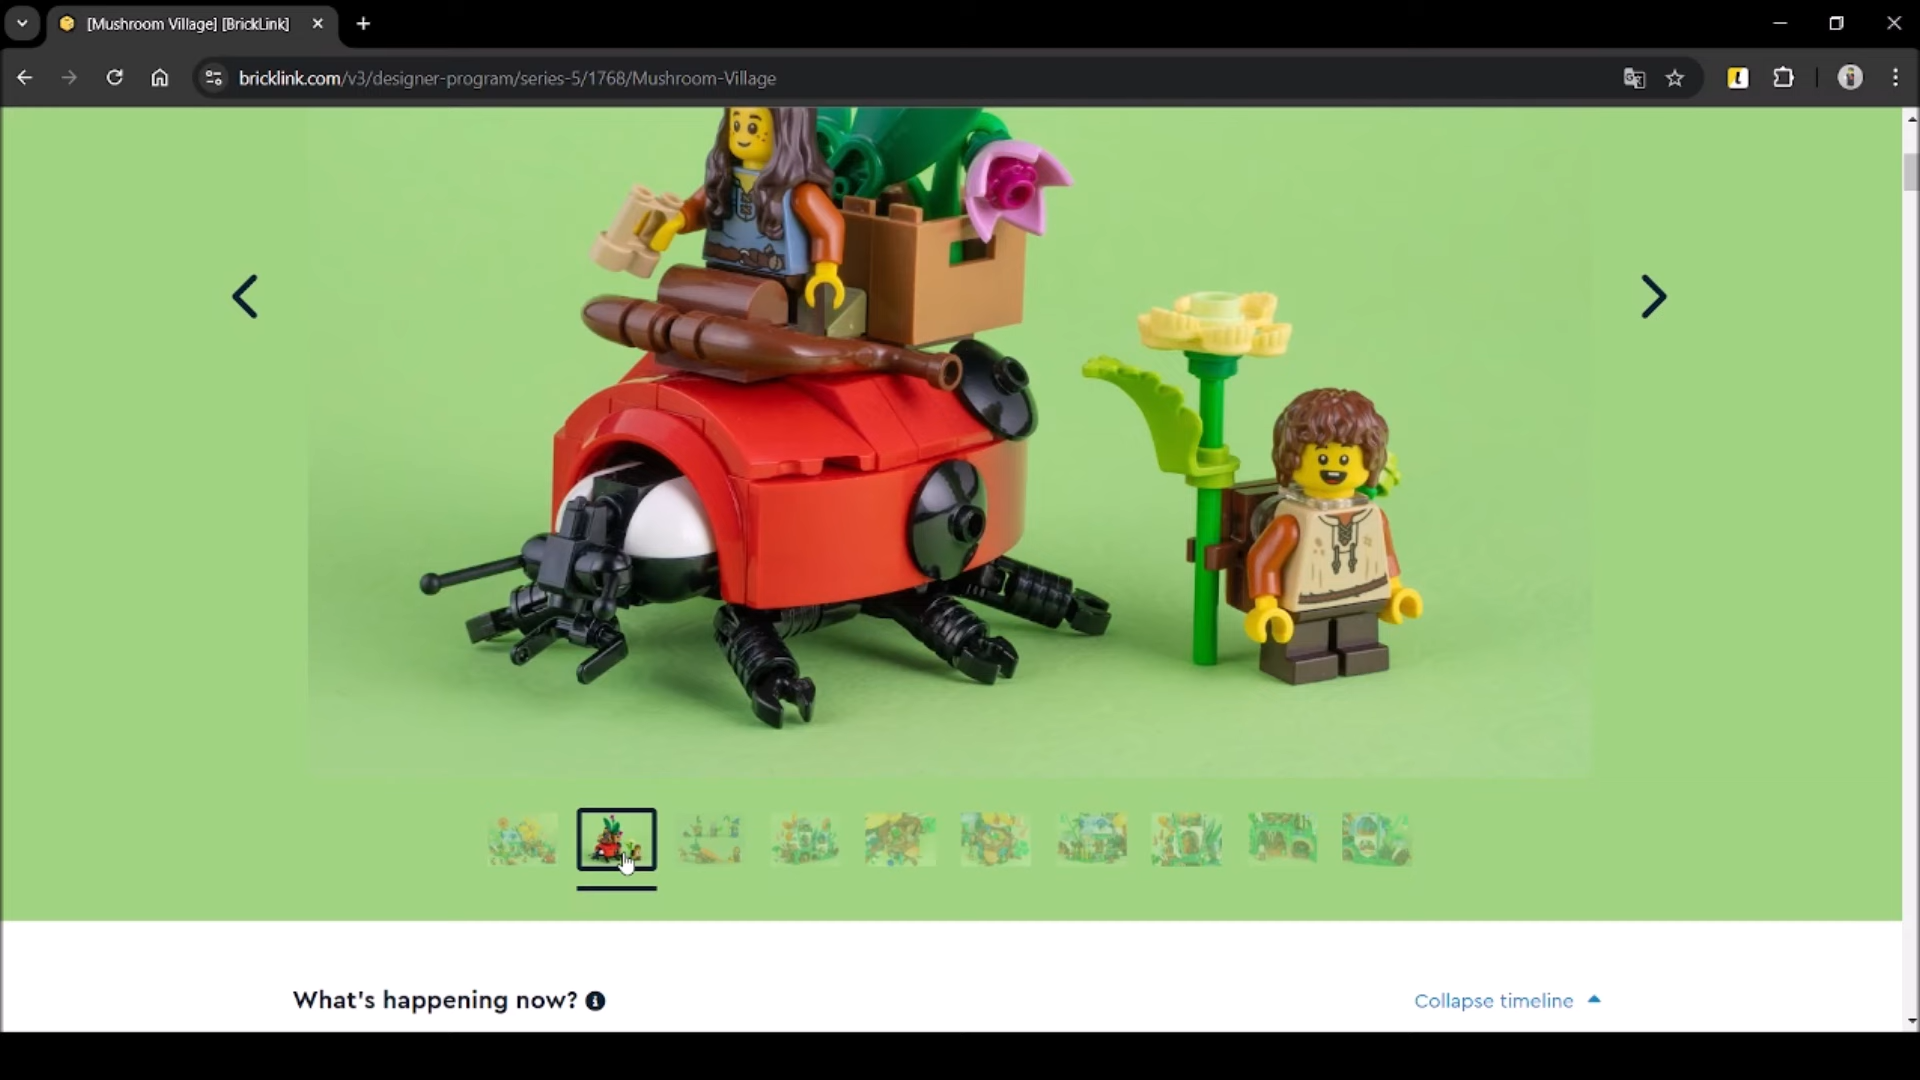 [Mushroom Village] [BrickLink]
bricklink.com/v3/designer-program/series-5/1768/Mushroom-Village
What's happening now?
Collapse timeline